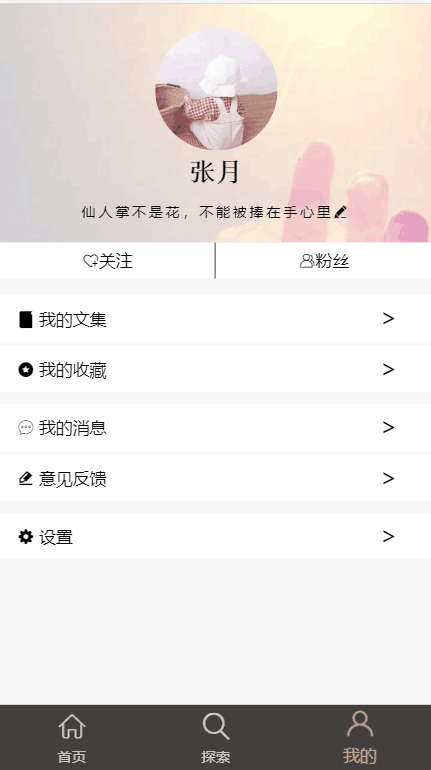 张月
仙人掌不是花，不能被捧在手心里
关注
粉丝
我的文集 >
我的收藏 >
我的消息 >
意见反馈 >
设置 >
首页 探索 我的